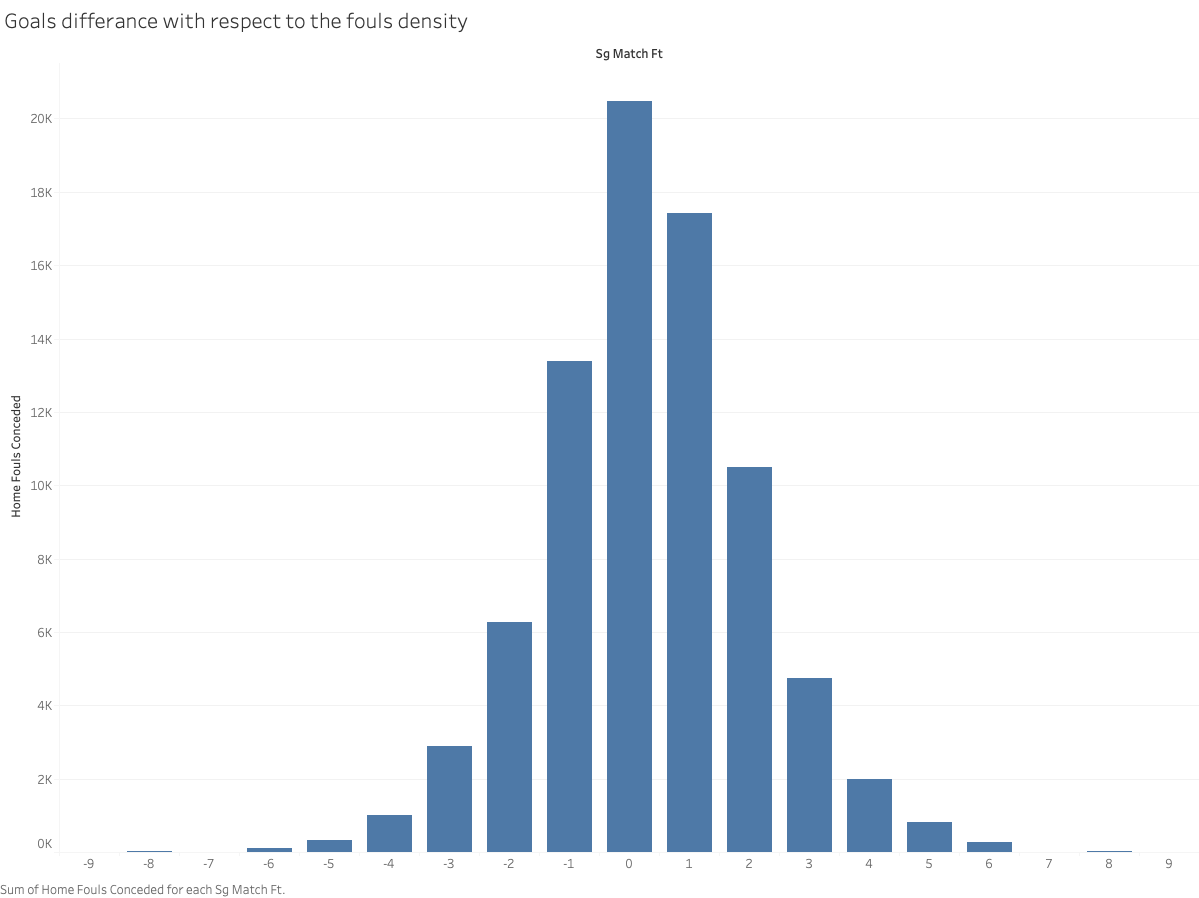 Goals differance with respect to the fouls density
Sg Match Ft
20K
18K
16K
14K
12K
10K
8K
6K
4K
2K
0K
Home Fouls Conceded
-9 -8 -7 -6 -5 -4 -3 -2 -1 0 1 2 3 4 5 6 7 8 9
Sum of Home Fouls Conceded for each Sg Match Ft.